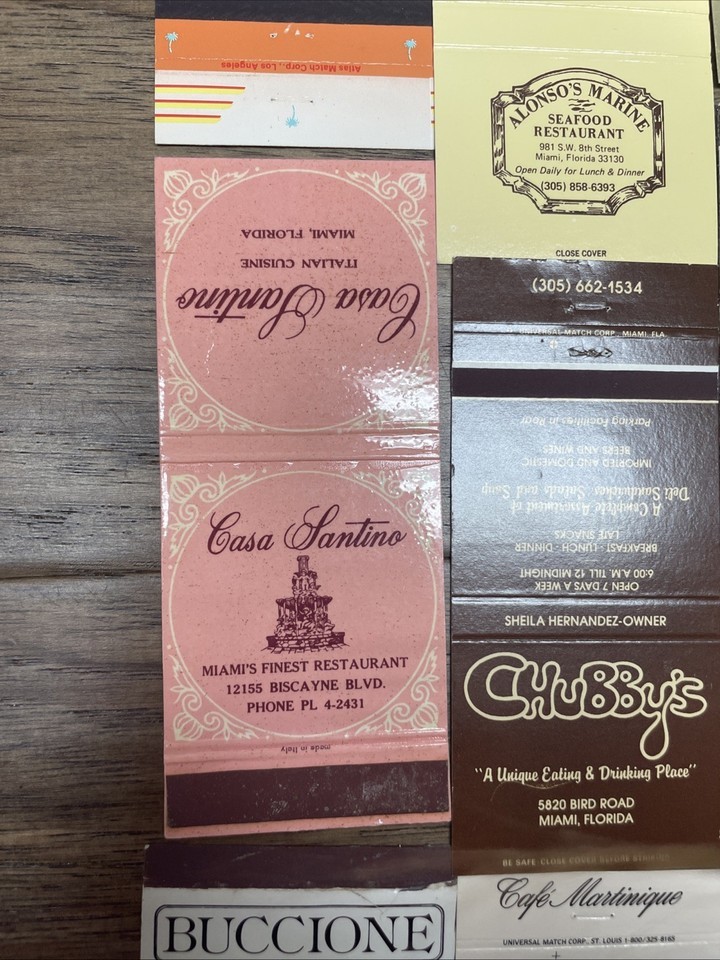 Atlas Match Corp., Los Angeles
ALONSO'S MARINE
SEAFOOD
RESTAURANT
981 S.W. 8th Street
Miami, Florida 33130
Open Daily for Lunch & Dinner
(305) 858-6393
CLOSE COVER
Casa Santino
ITALIAN CUISINE
MIAMI, FLORIDA
Casa Santino
MIAMI'S FINEST RESTAURANT
12155 BISCAYNE BLVD.
PHONE PL 4-2431
made in Italy
(305) 662-1534
UNIVERSAL MATCH CORP., MIAMI, FLA.
OPEN 7 DAYS A WEEK
6:00 A.M. TILL 12 MIDNIGHT
BREAKFAST - LUNCH - DINNER
LATE SNACKS
A Complete Assortment of
Deli Sandwiches, Salads and Soup
IMPORTED AND DOMESTIC
BEERS AND WINES
Parking Facilities in Rear
SHEILA HERNANDEZ-OWNER
CHUBBY'S
"A Unique Eating & Drinking Place"
5820 BIRD ROAD
MIAMI, FLORIDA
BE SAFE CLOSE COVER BEFORE STRIKING
Café Martinique
UNIVERSAL MATCH CORP., ST. LOUIS 1-800/325-8165
BUCCIONE